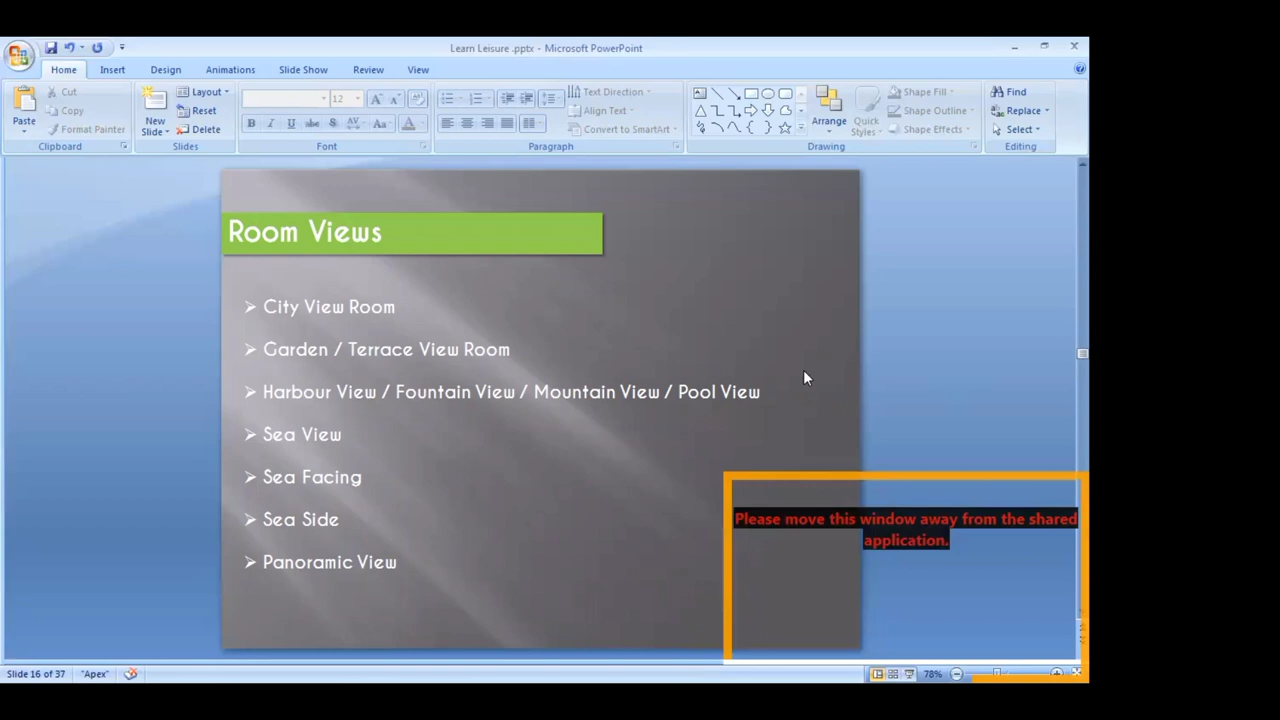 Learn Leisure .pptx - Microsoft PowerPoint
Home Insert Design Animations Slide Show Review View
Paste
Cut
Copy
Format Painter
Clipboard
New Slide
Layout
Reset
Delete
Slides
12
B I U abc S AV Aa A
Font
Text Direction
Align Text
Convert to SmartArt
Paragraph
Arrange
Quick Styles
Shape Fill
Shape Outline
Shape Effects
Drawing
Find
Replace
Select
Editing
Room Views
City View Room
Garden / Terrace View Room
Harbour View / Fountain View / Mountain View / Pool View
Sea View
Sea Facing
Sea Side
Panoramic View
Please move this window away from the shared
application.
Slide 16 of 37 "Apex" 78%